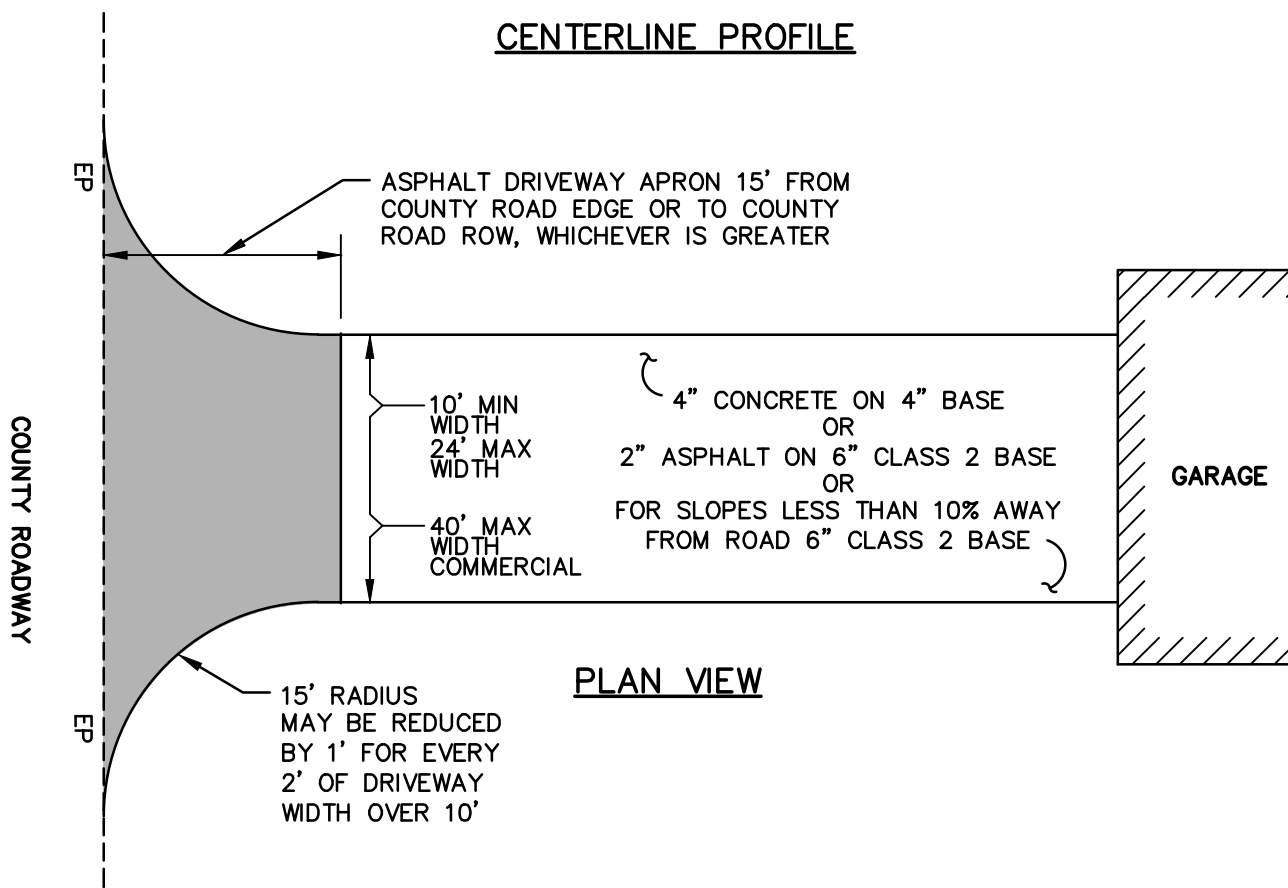 CENTERLINE PROFILE
EP
ASPHALT DRIVEWAY APRON 15' FROM
COUNTY ROAD EDGE OR TO COUNTY
ROAD ROW, WHICHEVER IS GREATER
COUNTY ROADWAY
10' MIN
WIDTH
24' MAX
WIDTH
40' MAX
WIDTH
COMMERCIAL
4" CONCRETE ON 4" BASE
OR
2" ASPHALT ON 6" CLASS 2 BASE
OR
FOR SLOPES LESS THAN 10% AWAY
FROM ROAD 6" CLASS 2 BASE
GARAGE
EP
15' RADIUS
MAY BE REDUCED
BY 1' FOR EVERY
2' OF DRIVEWAY
WIDTH OVER 10'
PLAN VIEW